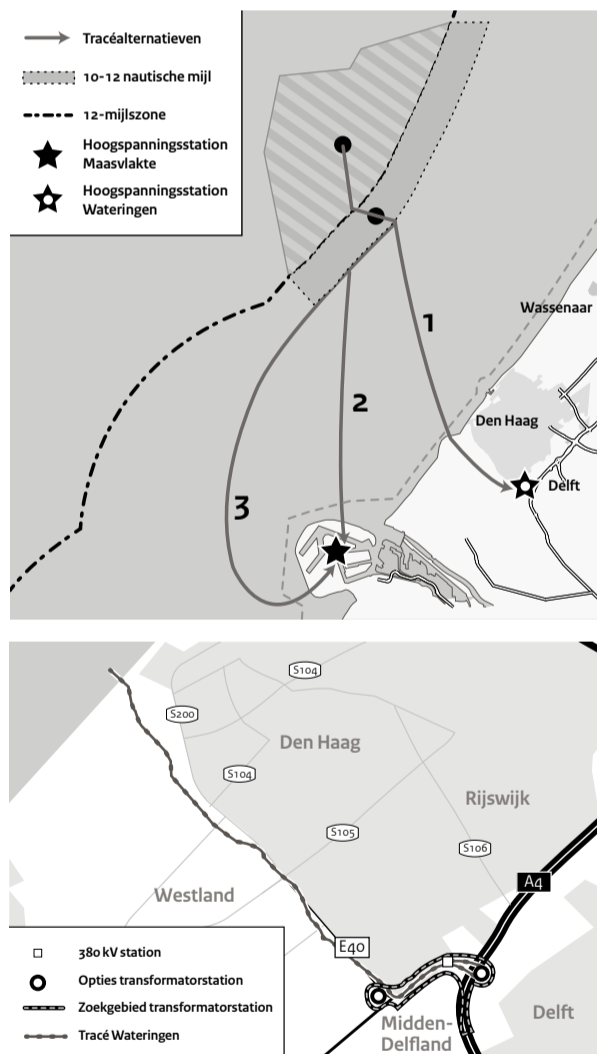 Tracéalternatieven
10-12 nautische mijl
12-mijlszone
Hoogspanningsstation
Maasvlakte
Hoogspanningsstation
Wateringen
Wassenaar
1
2
Den Haag
Delft
3
S104
S200
Den Haag
S104
Rijswijk
S105
S106
A4
Westland
E40
380 kV station
Opties transformatorstation
Zoekgebied transformatorstation
Tracé Wateringen
Midden-
Delfland
Delft